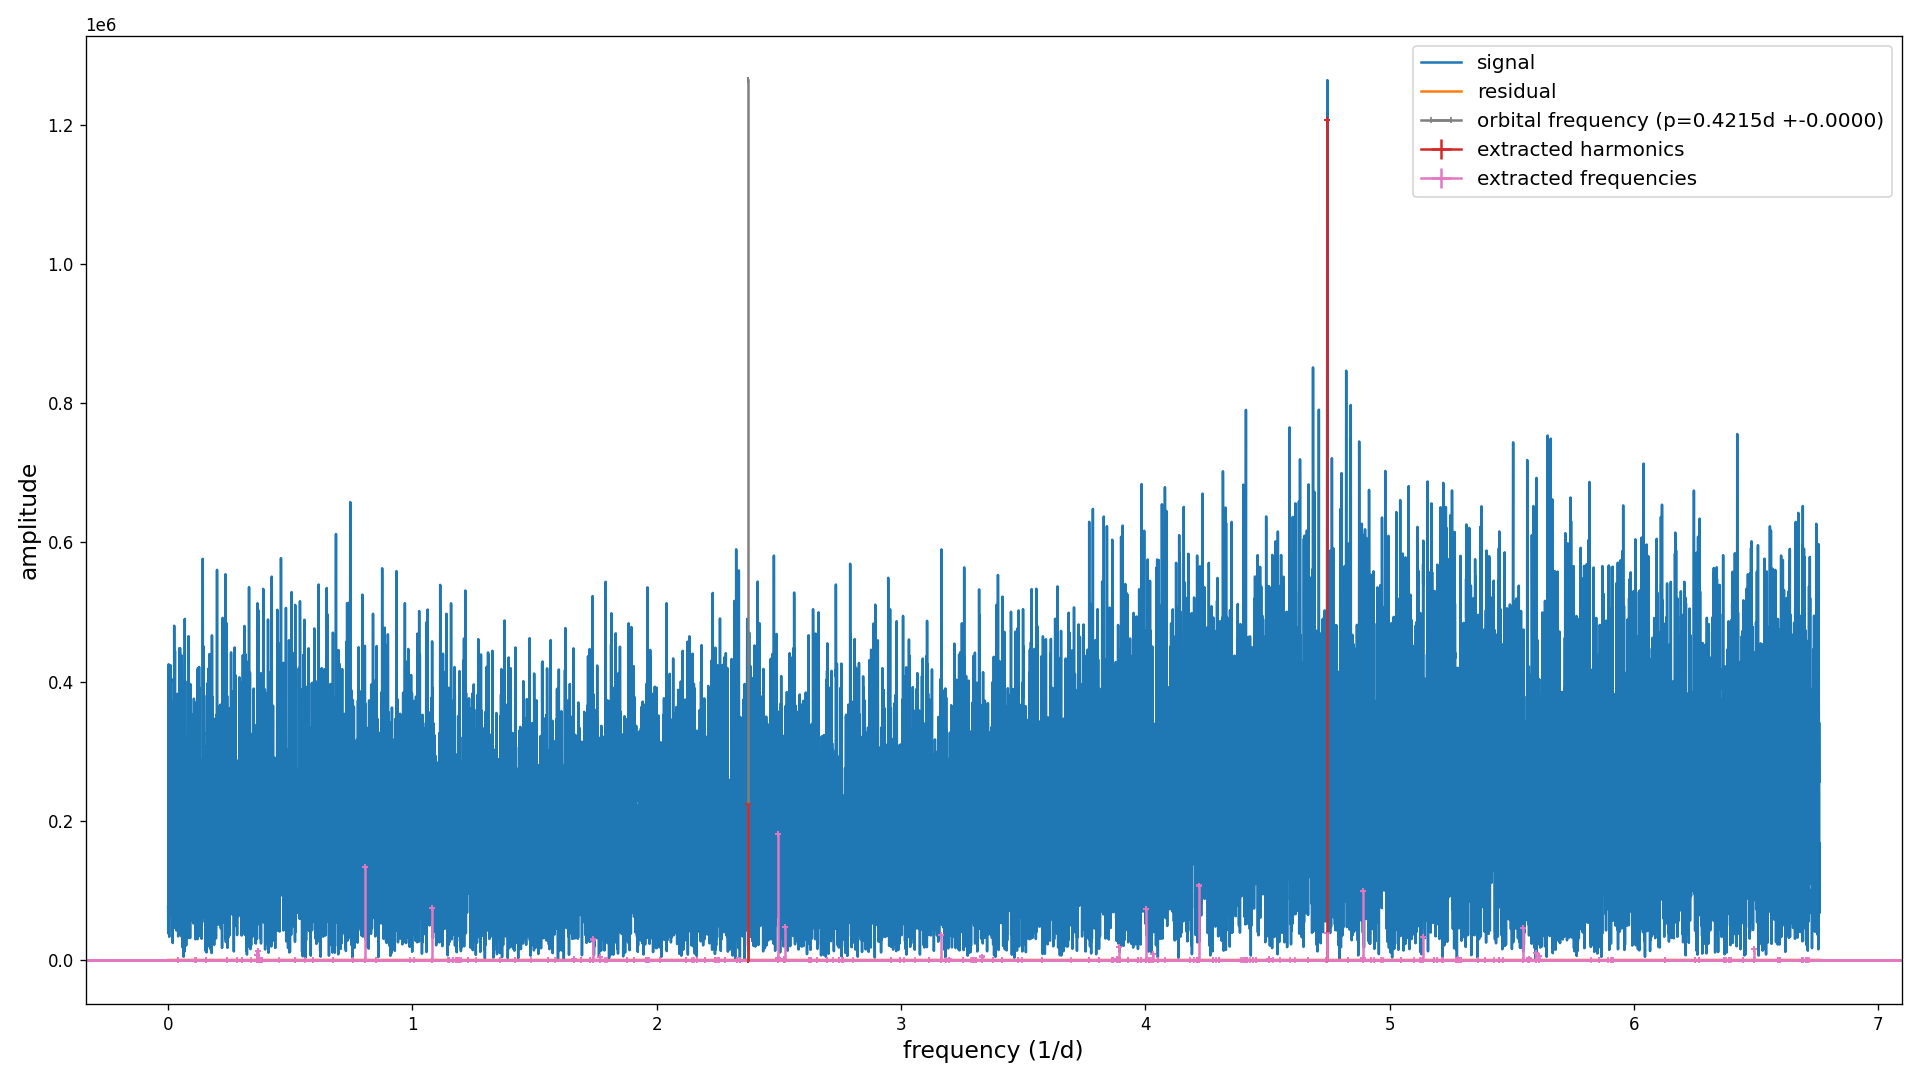 1e6
signal
residual
orbital frequency (p=0.4215d +-0.0000)
extracted harmonics
extracted frequencies
1.2
1.0
0.8
0.6
0.4
0.2
0.0
amplitude
0 1 2 3 4 5 6 7
frequency (1/d)